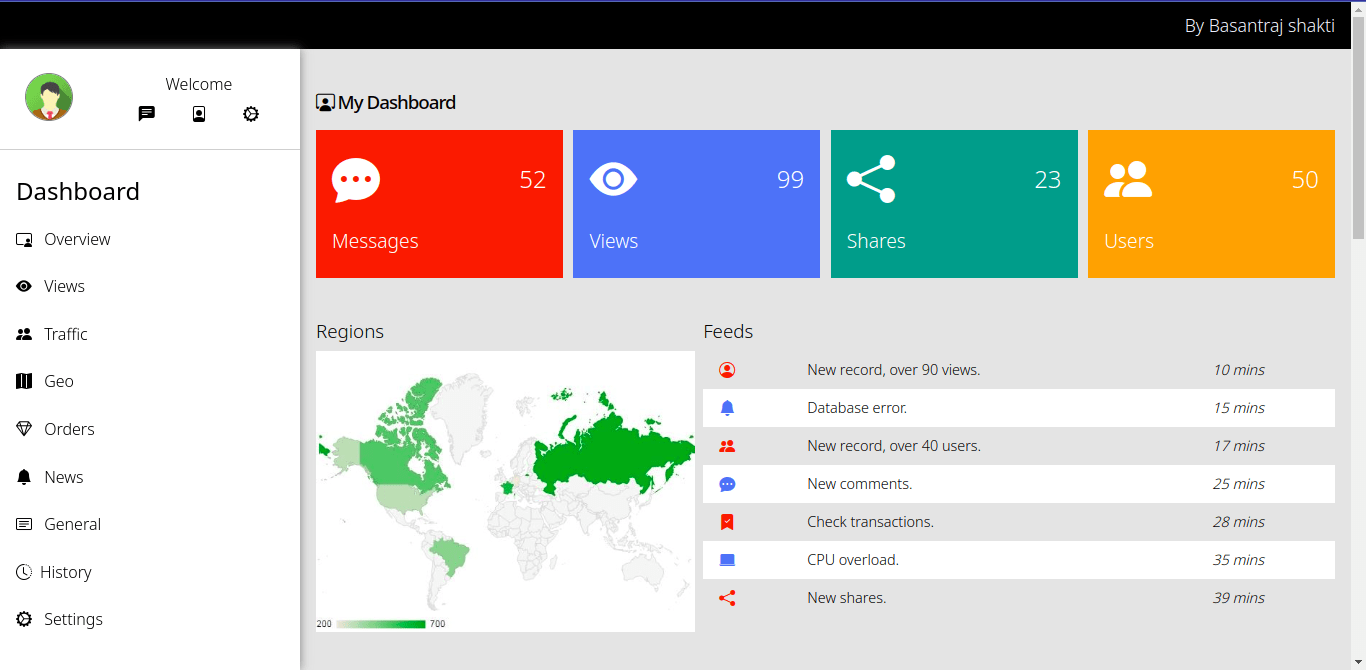 By Basantraj shakti
Welcome
Dashboard
Overview
Views
Traffic
Geo
Orders
News
General
History
Settings
My Dashboard
52
Messages
99
Views
23
Shares
50
Users
Regions
200 700
Feeds
New record, over 90 views. 10 mins
Database error. 15 mins
New record, over 40 users. 17 mins
New comments. 25 mins
Check transactions. 28 mins
CPU overload. 35 mins
New shares. 39 mins